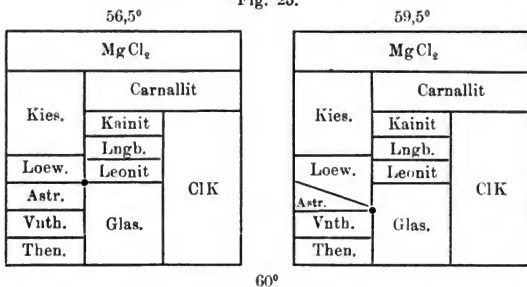 Fig. 25.
56,5°
MgCl₂
Carnallit
Kies.
Kainit
Lngb.
Loew.
Leonit
ClK
Astr.
Vnth.
Glas.
Then.
59,5°
MgCl₂
Carnallit
Kies.
Kainit
Lngb.
Loew.
Leonit
ClK
Astr.
Vnth.
Glas.
Then.
60°